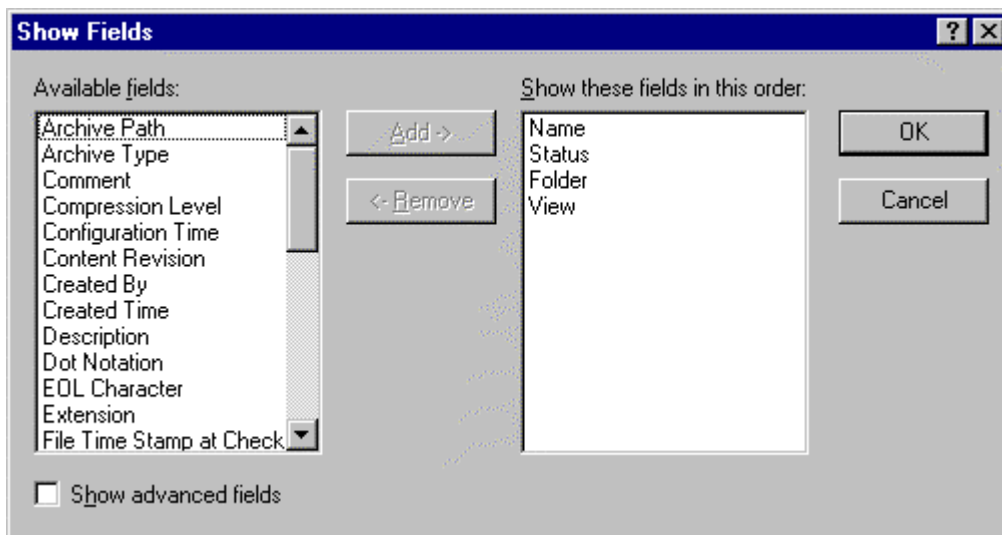 Show Fields
Available fields:
Archive Path
Archive Type
Comment
Compression Level
Configuration Time
Content Revision
Created By
Created Time
Description
Dot Notation
EOL Character
Extension
File Time Stamp at Check
Add ->
<- Remove
Show these fields in this order:
Name
Status
Folder
View
OK
Cancel
Show advanced fields